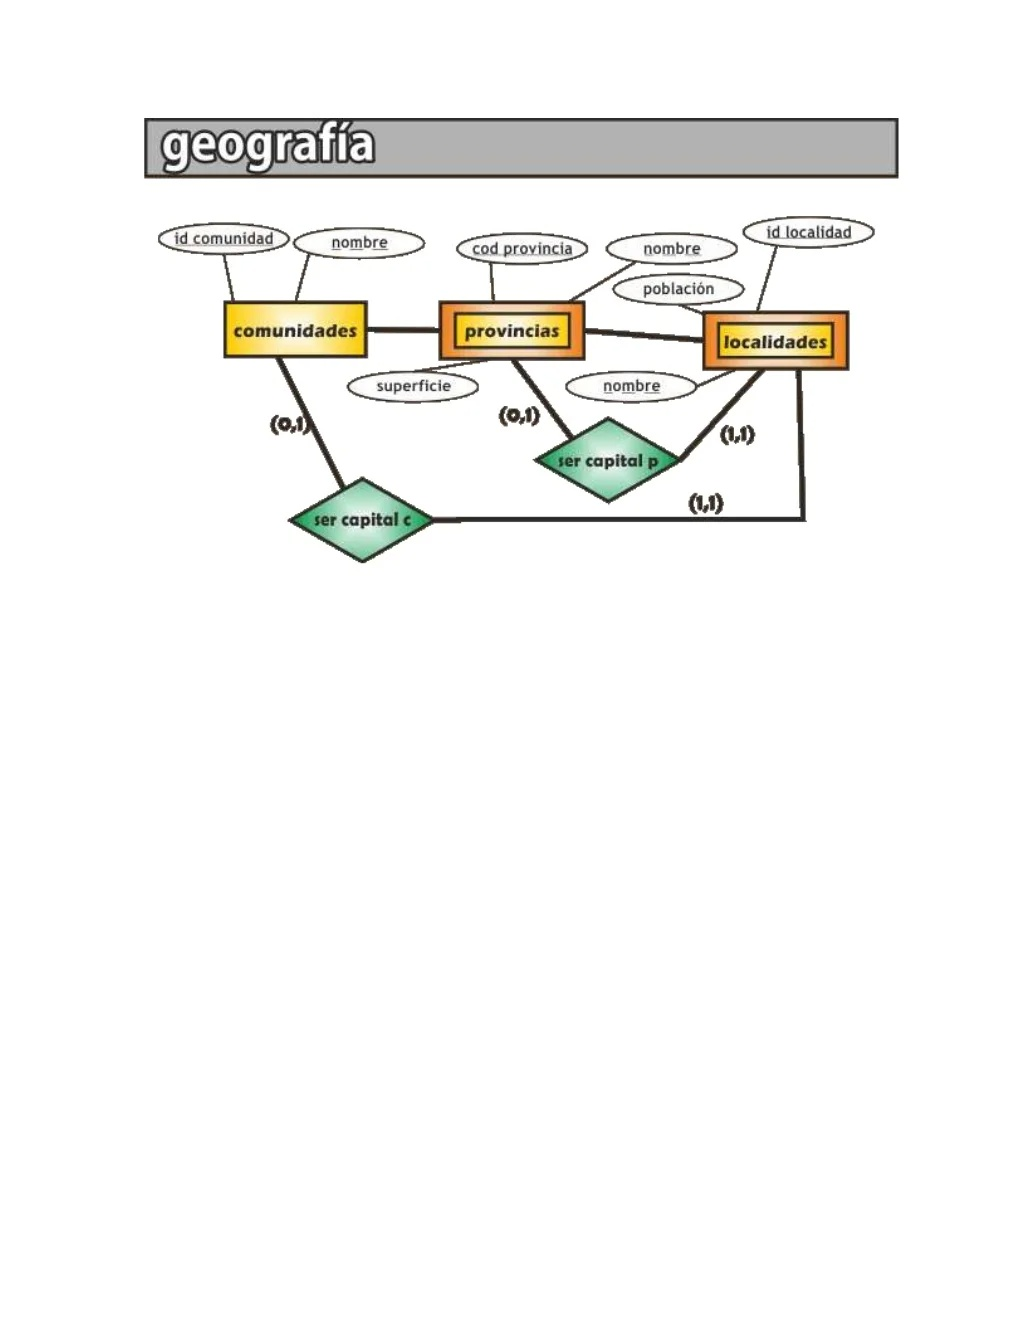 geografía
id comunidad
nombre
cod provincia
nombre
id localidad
población
comunidades
provincias
localidades
superficie
nombre
(0,1)
(0,1)
(1,1)
ser capital p
(1,1)
ser capital c